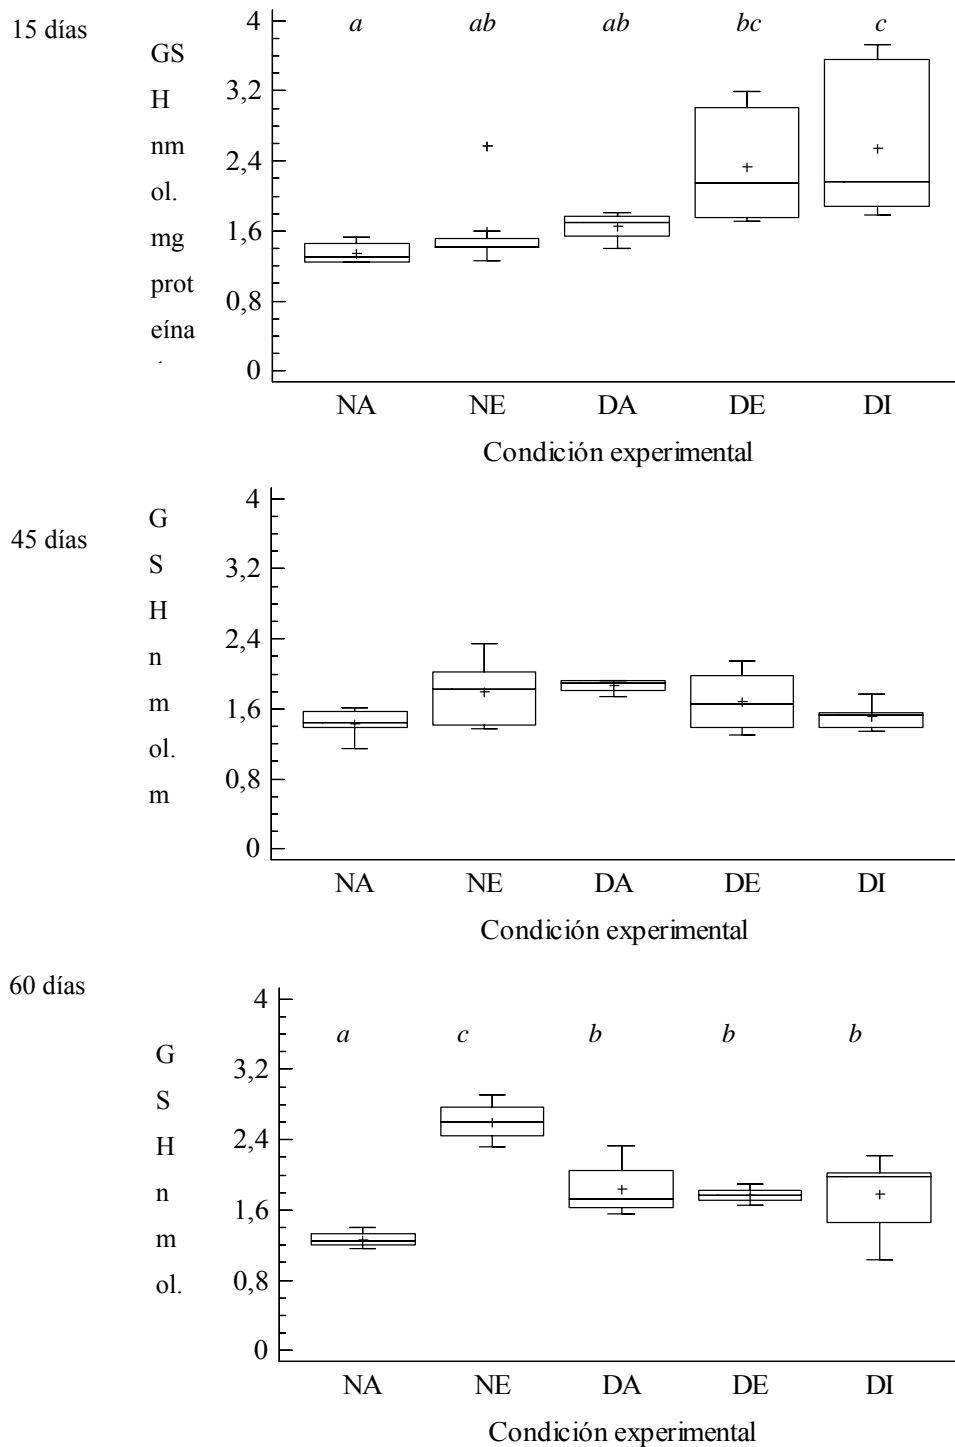 15 días
GS
H
nm
ol.
mg
prot
eína
4
3,2
2,4
1,6
0,8
0
a ab ab bc c
NA NE DA DE DI
Condición experimental
45 días
G
S
H
n
m
ol.
m
4
3,2
2,4
1,6
0,8
0
NA NE DA DE DI
Condición experimental
60 días
G
S
H
n
m
ol.
4
3,2
2,4
1,6
0,8
0
a c b b b
NA NE DA DE DI
Condición experimental